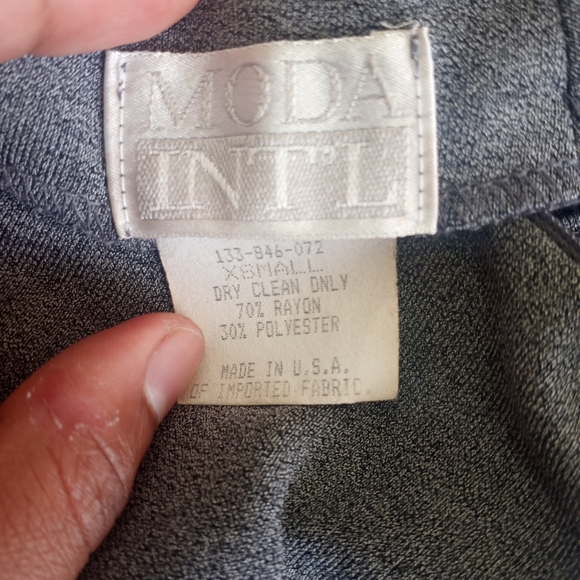 MODA
INT'L
133-B46-072
XSMALL
DRY CLEAN ONLY
70% RAYON
30% POLYESTER
MADE IN U.S.A.
OF IMPORTED FABRIC.